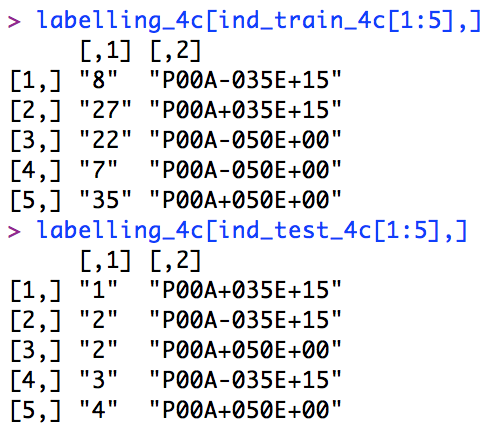 > labelling_4c[ind_train_4c[1:5],]
[,1] [,2]
[1,] "8" "P00A-035E+15"
[2,] "27" "P00A+035E+15"
[3,] "22" "P00A-050E+00"
[4,] "7" "P00A-050E+00"
[5,] "35" "P00A+050E+00"
> labelling_4c[ind_test_4c[1:5],]
[,1] [,2]
[1,] "1" "P00A+035E+15"
[2,] "2" "P00A-035E+15"
[3,] "2" "P00A+050E+00"
[4,] "3" "P00A-035E+15"
[5,] "4" "P00A+050E+00"